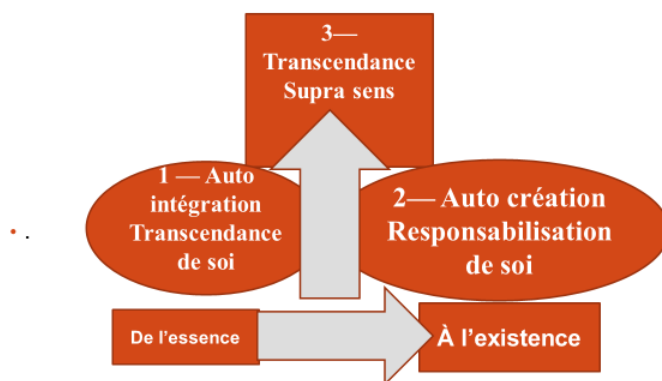 3—
Transcendance
Supra sens
1 — Auto
intégration
Transcendance
de soi
2— Auto création
Responsabilisation
de soi
• .
De l’essence
À l’existence